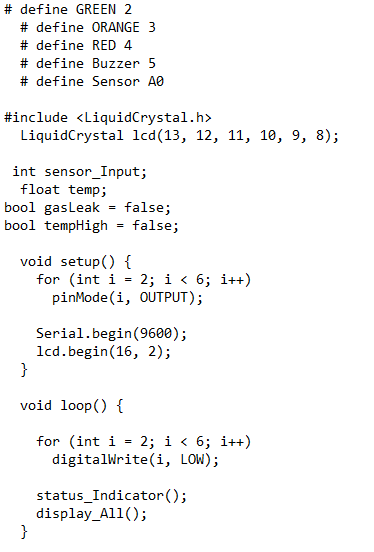 # define GREEN 2
# define ORANGE 3
# define RED 4
# define Buzzer 5
# define Sensor A0
#include <LiquidCrystal.h>
LiquidCrystal lcd(13, 12, 11, 10, 9, 8);
int sensor_Input;
float temp;
bool gasLeak = false;
bool tempHigh = false;
void setup() {
for (int i = 2; i < 6; i++)
pinMode(i, OUTPUT);
Serial.begin(9600);
lcd.begin(16, 2);
}
void loop() {
for (int i = 2; i < 6; i++)
digitalWrite(i, LOW);
status_Indicator();
display_All();
}